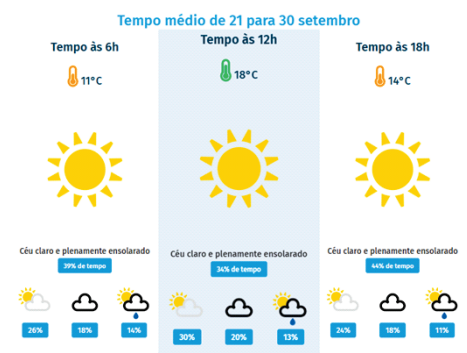 Tempo médio de 21 para 30 setembro
Tempo às 6h
11°C
Céu claro e plenamente ensolarado
39% de tempo
26%
18%
14%
Tempo às 12h
18°C
Céu claro e plenamente ensolarado
34% de tempo
30%
20%
13%
Tempo às 18h
14°C
Céu claro e plenamente ensolarado
44% de tempo
24%
18%
11%